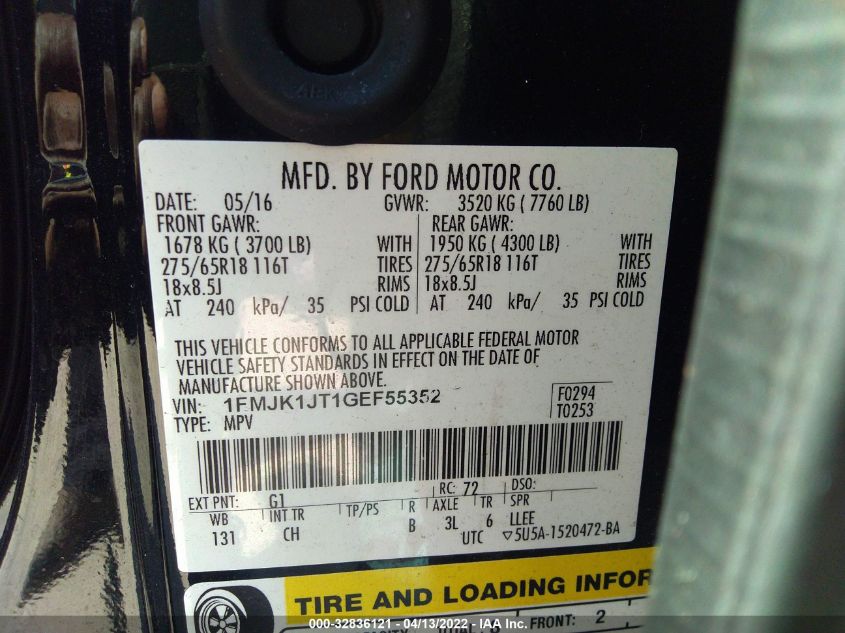 MFD. BY FORD MOTOR CO.
DATE: 05/16 GVWR: 3520 KG ( 7760 LB)
FRONT GAWR: REAR GAWR:
1678 KG ( 3700 LB) WITH 1950 KG ( 4300 LB) WITH
275/65R18 116T TIRES 275/65R18 116T TIRES
18x8.5J RIMS 18x8.5J RIMS
AT 240 kPa/ 35 PSI COLD AT 240 kPa/ 35 PSI COLD
THIS VEHICLE CONFORMS TO ALL APPLICABLE FEDERAL MOTOR
VEHICLE SAFETY STANDARDS IN EFFECT ON THE DATE OF
MANUFACTURE SHOWN ABOVE.
VIN: 1FMJK1JT1GEF55352 F0294
TYPE: MPV T0253
EXT PNT: G1 RC: 72 DSO:
WB INT TR TP/PS R AXLE TR SPR
131 CH B 3L 6 LLEE
UTC ▽5U5A-1520472-BA
TIRE AND LOADING INFOR
FRONT: 2
000-32836121 - 04/13/2022 - IAA Inc.